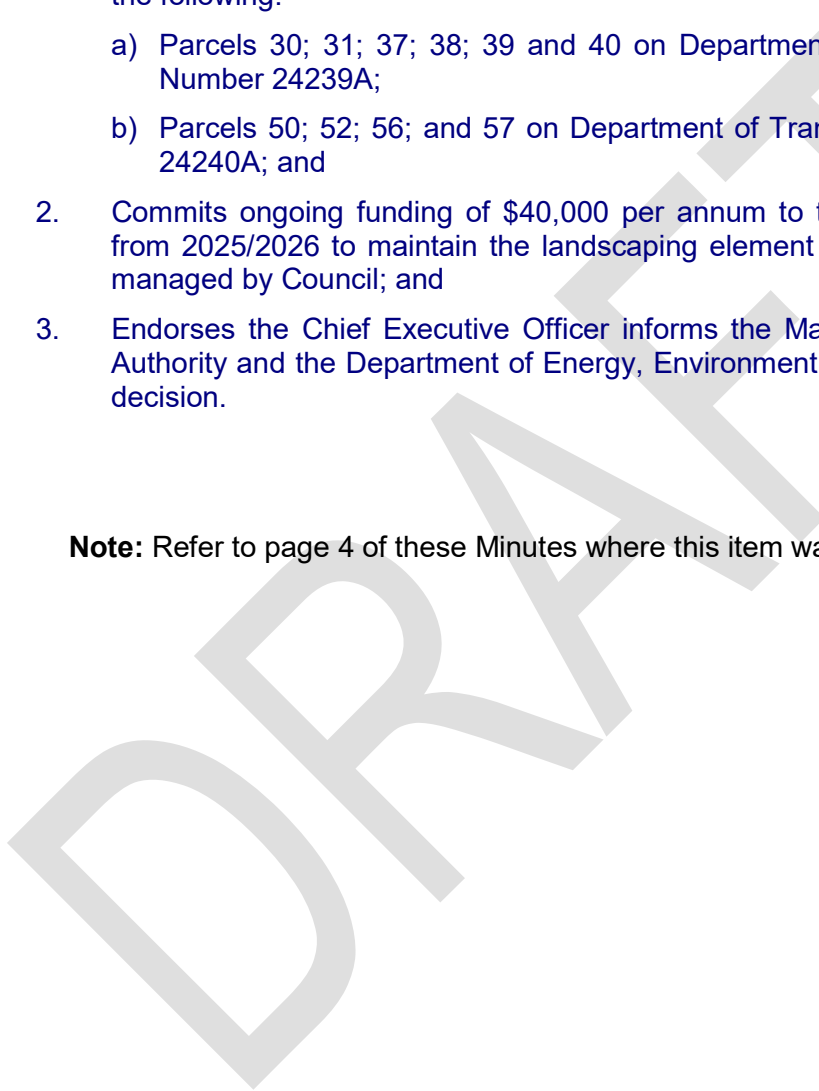 the following:
a) Parcels 30; 31; 37; 38; 39 and 40 on Departmen
Number 24239A;
b) Parcels 50; 52; 56; and 57 on Department of Tra
24240A; and
2. Commits ongoing funding of $40,000 per annum to
from 2025/2026 to maintain the landscaping element
managed by Council; and
3. Endorses the Chief Executive Officer informs the Ma
Authority and the Department of Energy, Environment
decision.
Note: Refer to page 4 of these Minutes where this item wa
DRAFT